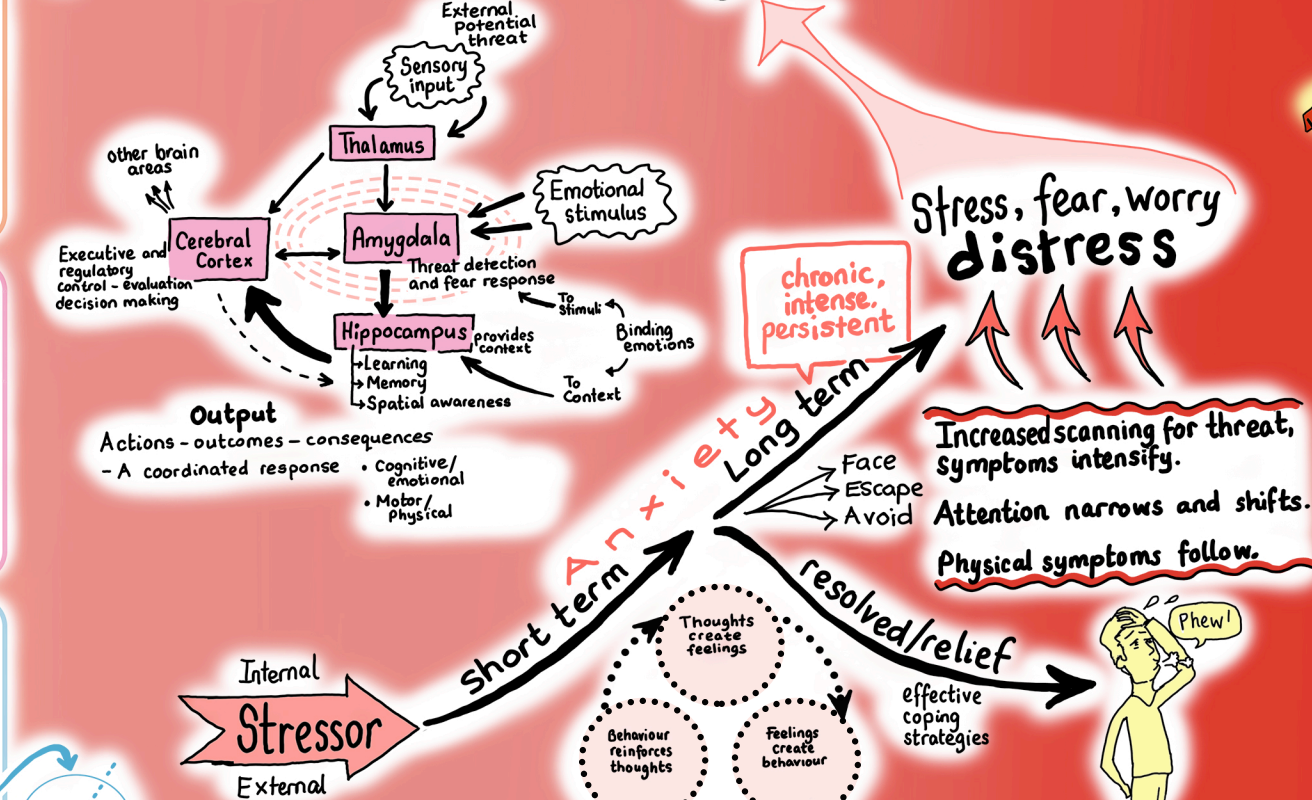 External
potential
threat
Sensory
input
Thalamus
other brain
areas
Emotional
stimulus
Cerebral
Cortex
Amygdala
Executive and
regulatory
control - evaluation
decision making
Threat detection
and fear response
To
Stimuli
Binding
emotions
To
Context
Hippocampus
provides
context
Learning
Memory
Spatial awareness
Output
Actions - outcomes - consequences
- A coordinated response
• Cognitive/
emotional
• Motor/
Physical
Stress, fear, worry
distress
chronic,
intense.
persistent
Anxiety
Long term
Face
Escape
Avoid
Increased scanning for threat,
symptoms intensify.
Attention narrows and shifts.
Physical symptoms follow.
short term
resolved/relief
effective
coping
strategies
Phew!
Thoughts
create
feelings
Behaviour
reinforces
thoughts
Feelings
create
behaviour
Internal
Stressor
External